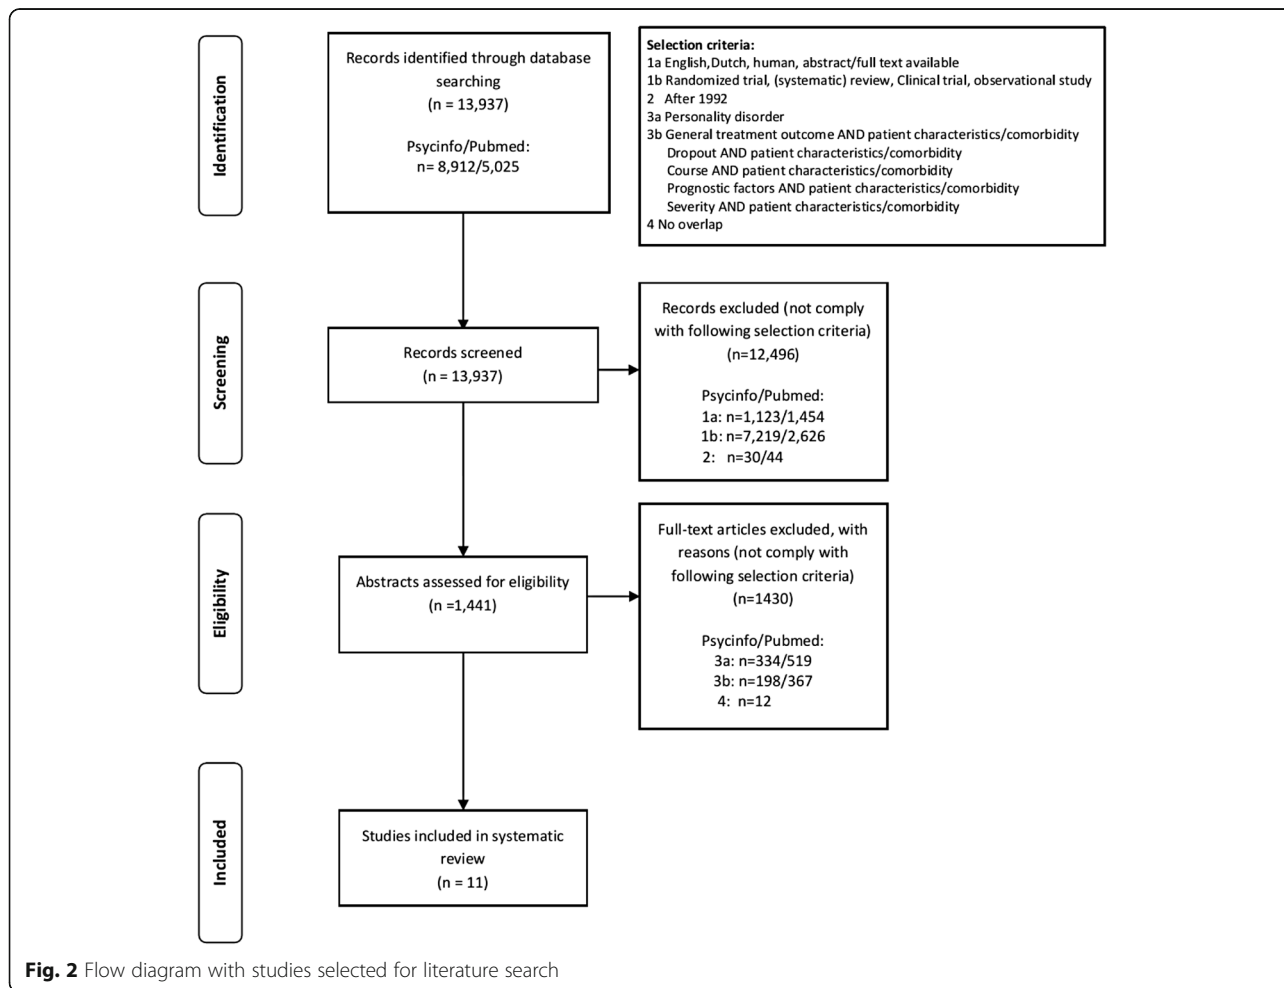 Identification
Records identified through database
searching
(n = 13,937)
Psycinfo/Pubmed:
n= 8,912/5,025
Selection criteria:
1a English,Dutch, human, abstract/full text available
1b Randomized trial, (systematic) review, Clinical trial, observational study
2 After 1992
3a Personality disorder
3b General treatment outcome AND patient characteristics/comorbidity
Dropout AND patient characteristics/comorbidity
Course AND patient characteristics/comorbidity
Prognostic factors AND patient characteristics/comorbidity
Severity AND patient characteristics/comorbidity
4 No overlap
Screening
Records screened
(n = 13,937)
Records excluded (not comply
with following selection criteria)
(n=12,496)
Psycinfo/Pubmed:
1a: n=1,123/1,454
1b: n=7,219/2,626
2: n=30/44
Eligibility
Abstracts assessed for eligibility
(n =1,441)
Full-text articles excluded, with
reasons (not comply with
following selection criteria)
(n=1430)
Psycinfo/Pubmed:
3a: n=334/519
3b: n=198/367
4: n=12
Included
Studies included in systematic
review
(n = 11)
Fig. 2 Flow diagram with studies selected for literature search